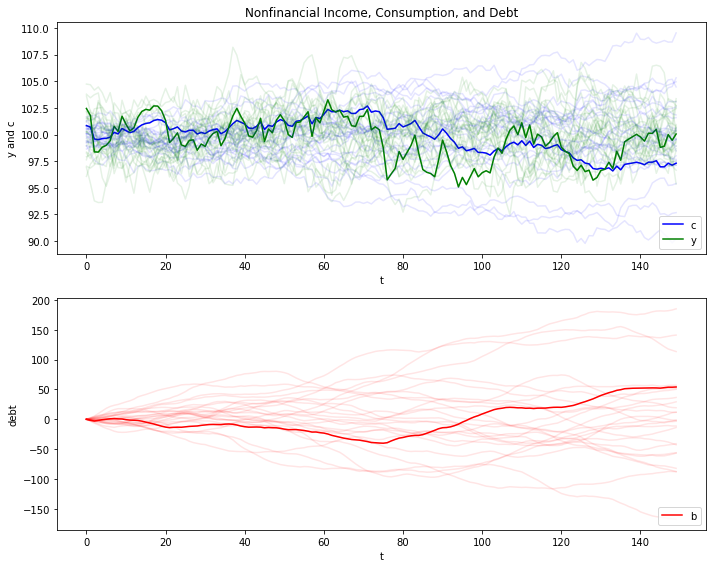 Nonfinancial Income, Consumption, and Debt
110.0
107.5
105.0
102.5
100.0
97.5
95.0
92.5
90.0
y and c
c
y
0 20 40 60 80 100 120 140
t
200
150
100
50
0
−50
−100
−150
debt
b
0 20 40 60 80 100 120 140
t